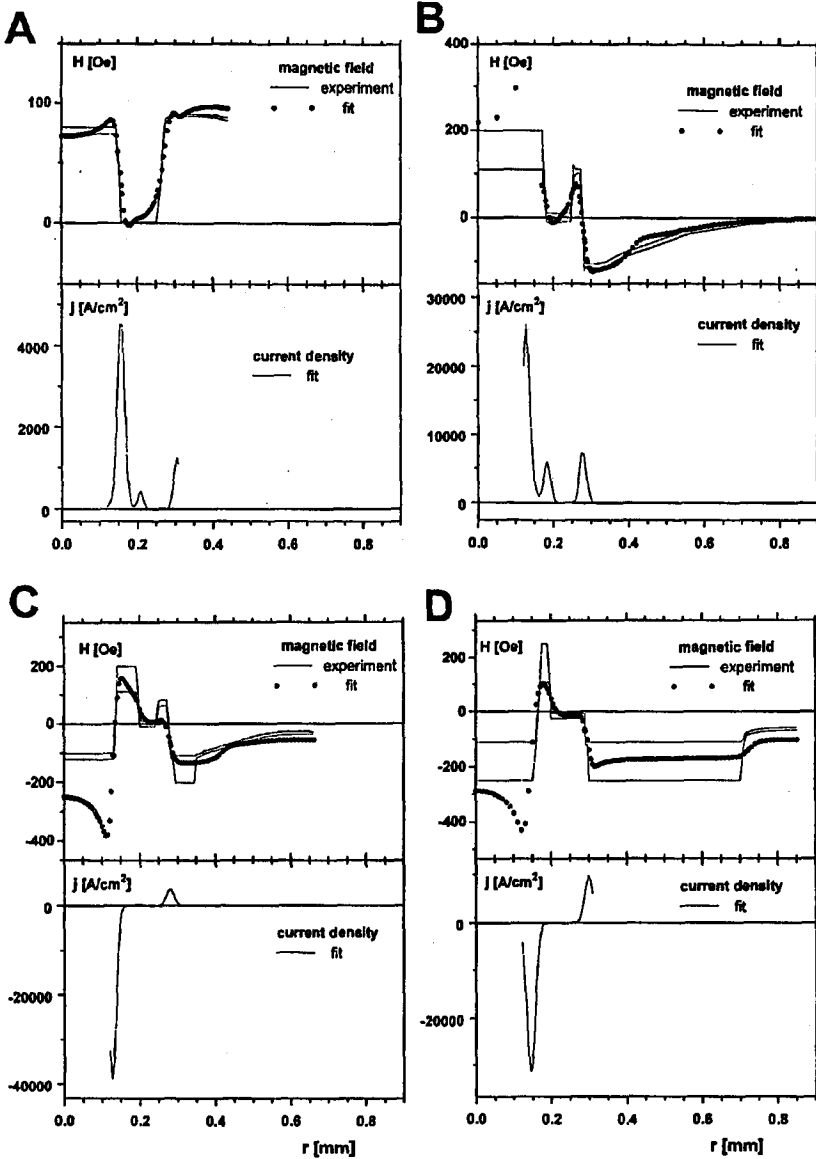 A
H [Oe]
magnetic field
experiment
fit
100
0
j [A/cm²]
current density
fit
4000
2000
0
0.0 0.2 0.4 0.6 0.8
B
400
H [Oe]
magnetic field
experiment
fit
200
0
30000
j [A/cm²]
current density
fit
20000
10000
0
0.0 0.2 0.4 0.6 0.8
C
H [Oe]
magnetic field
experiment
fit
200
0
-200
-400
j [A/cm²]
0
current density
fit
-20000
-40000
0.0 0.2 0.4 0.6 0.8
r [mm]
D
H [Oe]
magnetic field
experiment
fit
200
0
-200
-400
j [A/cm²]
current density
fit
0
-20000
0.0 0.2 0.4 0.6 0.8
r [mm]